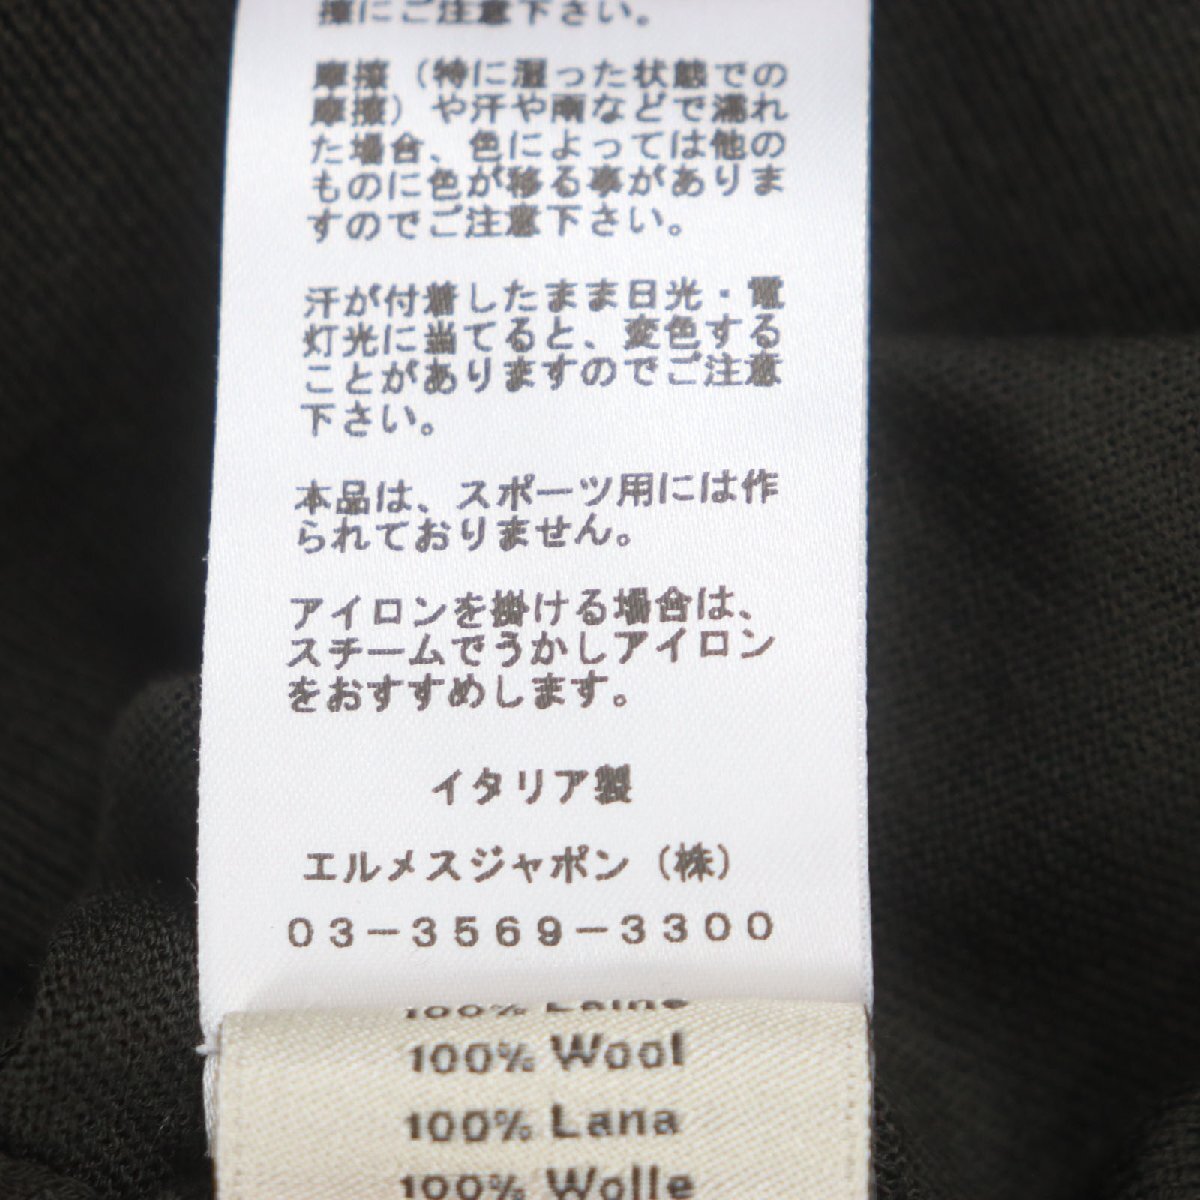 擦にご注意下さい。
摩擦（特に湿った状態での
摩擦）や汗や雨などで濡れ
た場合、色によっては他の
ものに色が移る事がありま
すのでご注意下さい。
汗が付着したまま日光・電
灯光に当てると、変色する
ことがありますのでご注意
下さい。
本品は、スポーツ用には作
られておりません。
アイロンを掛ける場合は、
スチームでうかしアイロン
をおすすめします。
イタリア製
エルメスジャポン（株）
03-3569-3300
100% Laine
100% Wool
100% Lana
100% Wolle